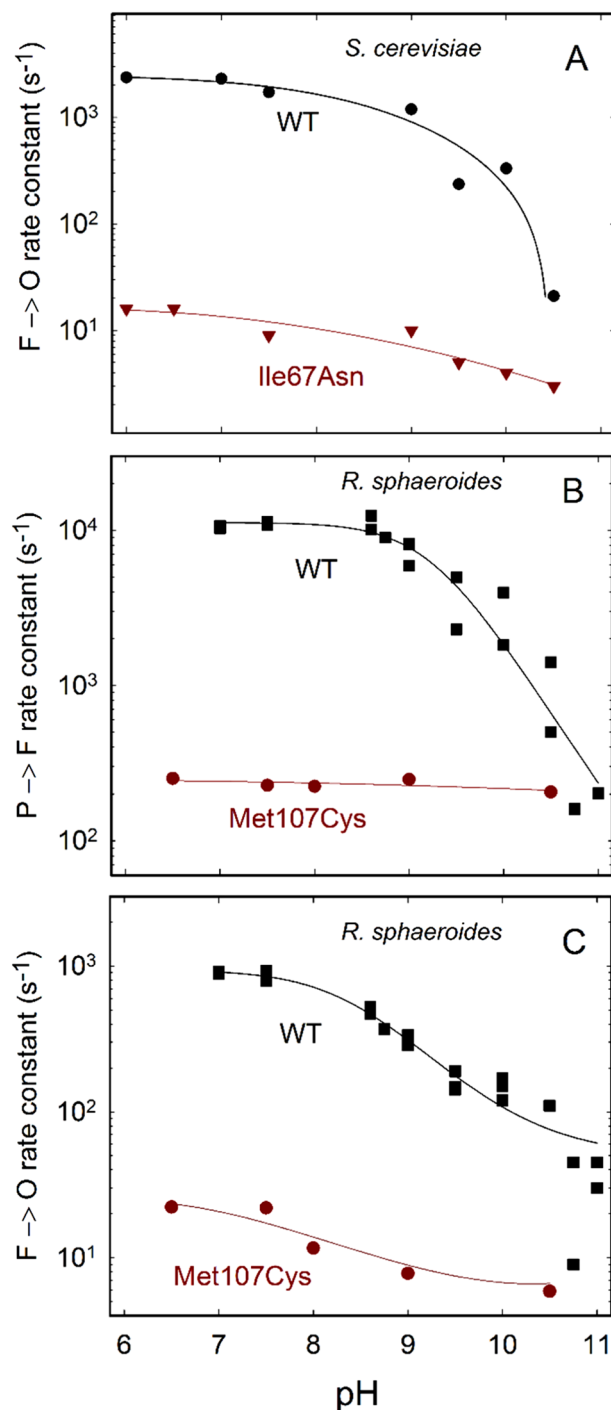 S. cerevisiae
A
10³
WT
10²
10¹
Ile67Asn
F –> O rate constant (s⁻¹)
R. sphaeroides
B
10⁴
WT
10³
Met107Cys
10²
P –> F rate constant (s⁻¹)
R. sphaeroides
C
10³
WT
10²
Met107Cys
10¹
F –> O rate constant (s⁻¹)
6 7 8 9 10 11
pH